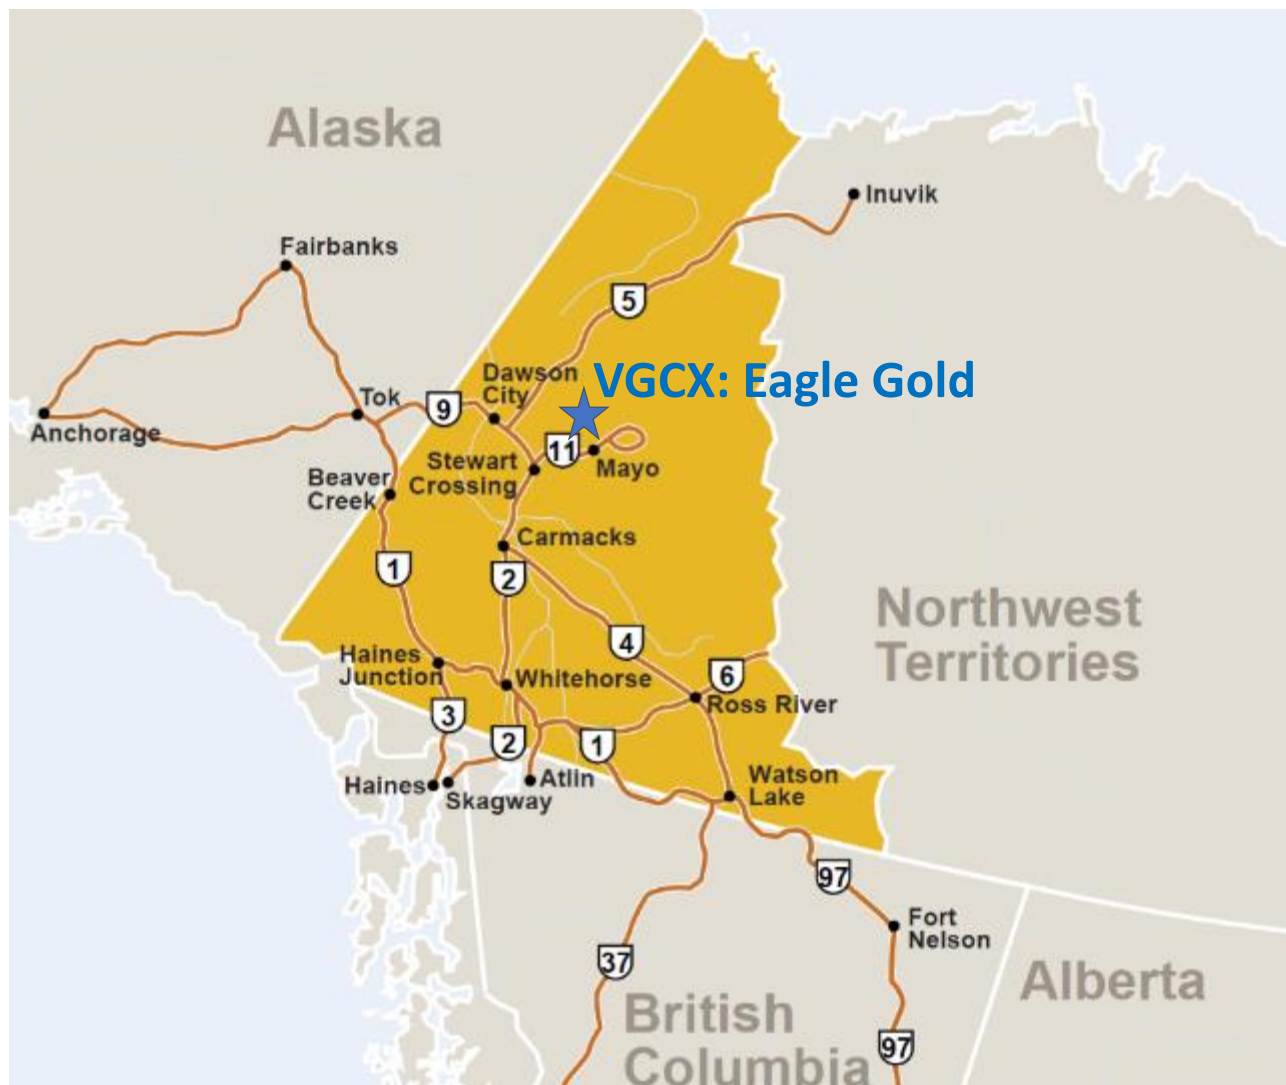 Alaska
Inuvik
Fairbanks
5
VGCX: Eagle Gold
Dawson
City
Tok
9
Anchorage
11
Stewart
Crossing
Mayo
Beaver
Creek
Carmacks
1
2
Northwest
Territories
4
Haines
Junction
Whitehorse
6
Ross River
3
2
1
Haines
Skagway
Atlin
Watson
Lake
97
Fort
Nelson
37
Alberta
British
Columbia
97